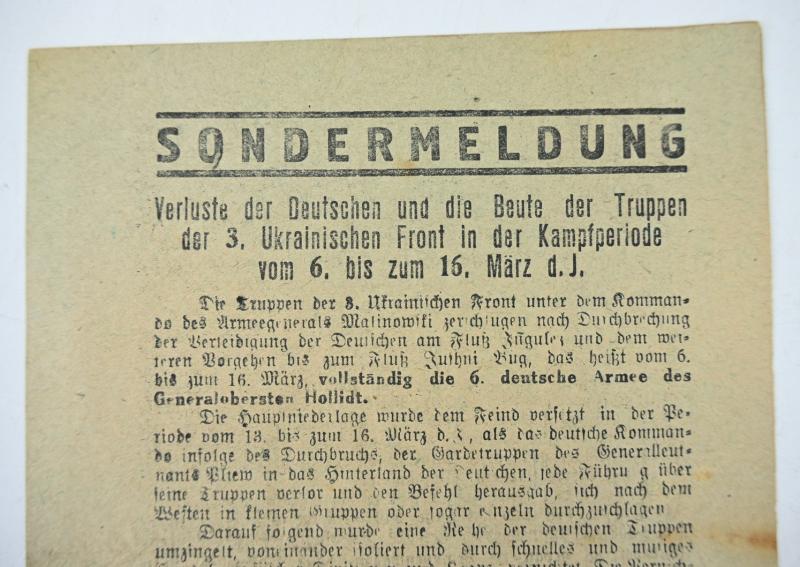 SONDERMELDUNG
Verluste der Deutschen und die Beute der Truppen
der 3. Ukrainischen Front in der Kampfperiode
vom 6. bis zum 16. März d. J.
Die Truppen der 3. Ukrainischen Front unter dem Komman-
do des Armeegenerals Malinowski zerschlugen nach Durchbrechung
der Verteidigung der Deutschen am Fluß Jngulez und dem wei-
teren Vorgehen bis zum Fluß Jushni Bug, das heißt vom 6.
bis zum 16. März, vollständig die 6. deutsche Armee des
Generalobersten Hollidt.
Die Hauptniederlage wurde dem Feind versetzt in der Pe-
riode vom 13. bis zum 16. März d. J., als das deutsche Komman-
do infolge des Durchbruchs, der Gardetruppen des Generalleut-
nants Pliew in das Hinterland der Deutschen, jede Führung über
seine Truppen verlor und den Befehl herausgab, sich nach dem
Westen in kleinen Gruppen oder sogar einzeln durchzuschlagen
Darauf folgend wurde eine Reihe der deutschen Truppen
umzingelt, voneinander isoliert und durch schnelles und mutiges